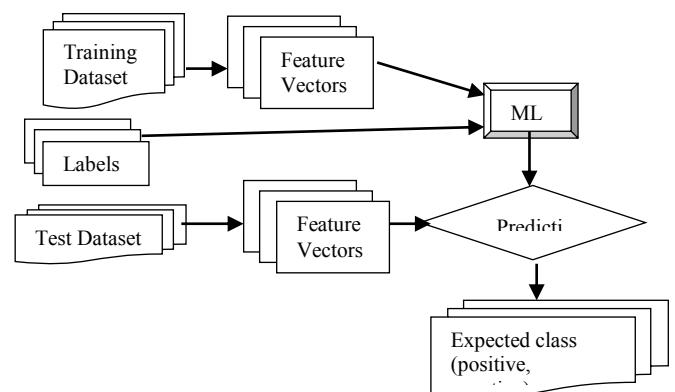 Training
Dataset
Feature
Vectors
ML
Labels
Test Dataset
Feature
Vectors
Predicti
Expected class
(positive,